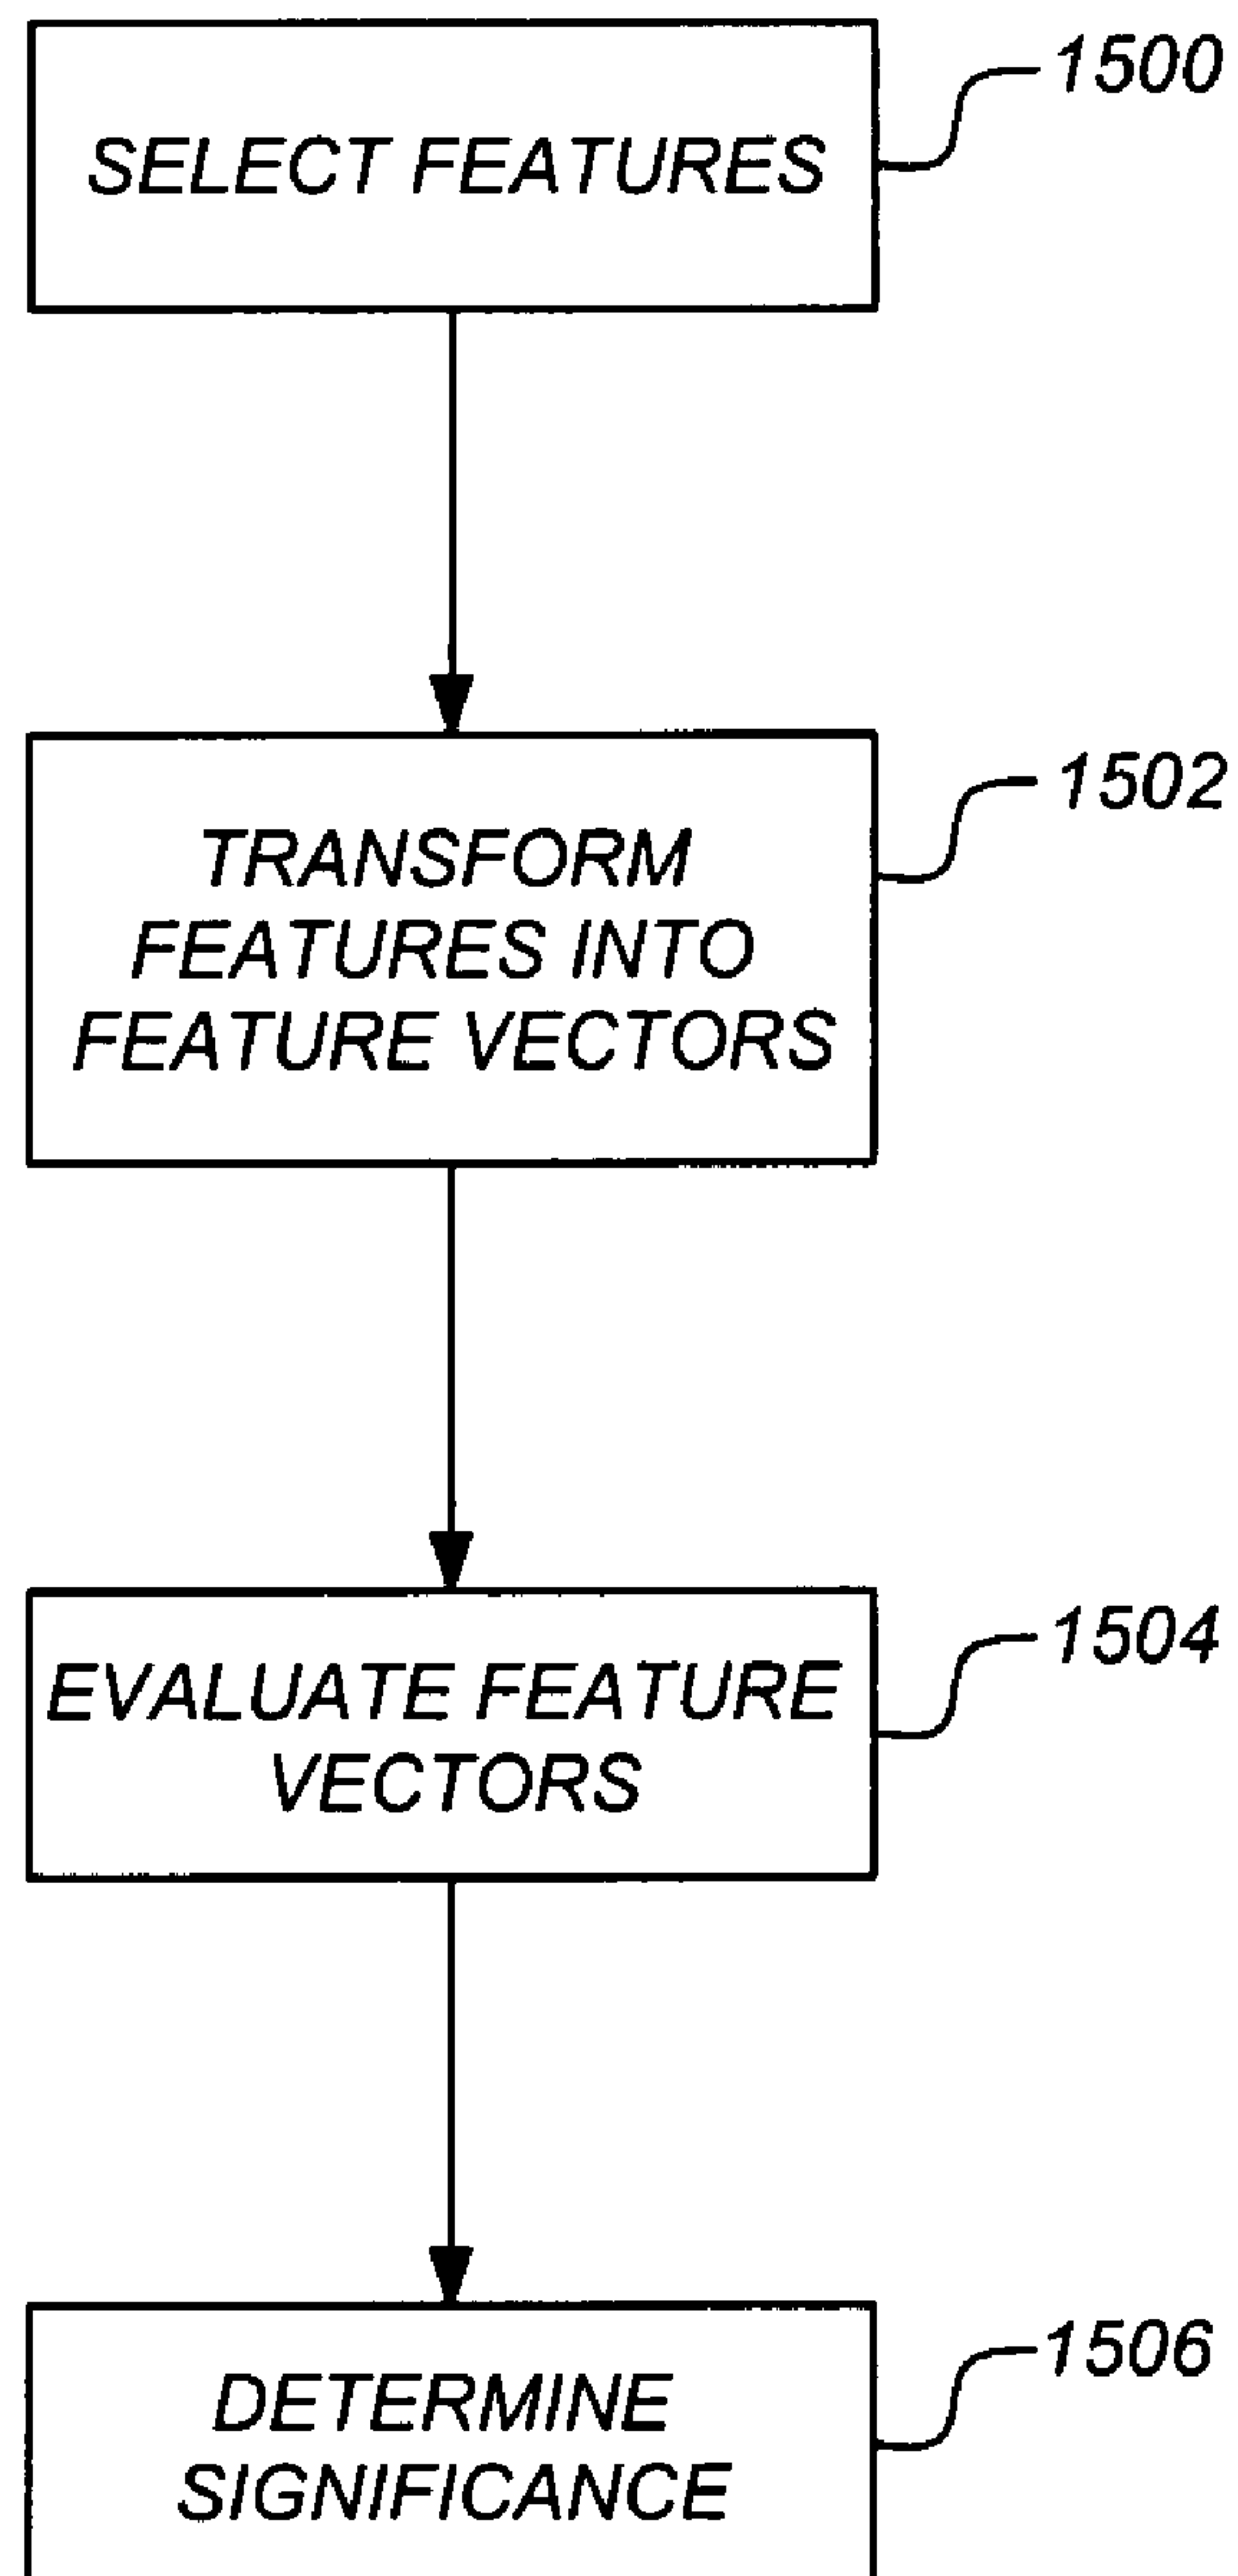 1500
SELECT FEATURES
1502
TRANSFORM
FEATURES INTO
FEATURE VECTORS
1504
EVALUATE FEATURE
VECTORS
1506
DETERMINE
SIGNIFICANCE